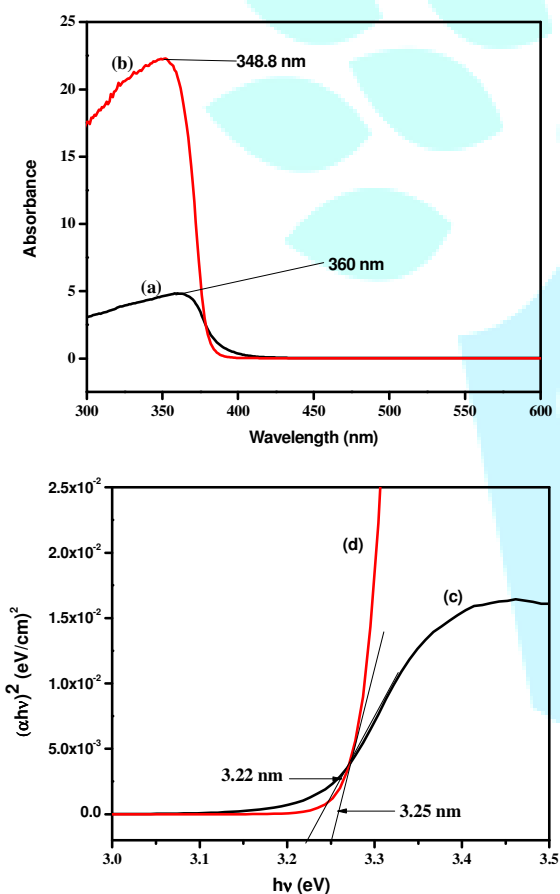 25
20
15
10
5
0
Absorbance
(b)
348.8 nm
360 nm
(a)
300 350 400 450 500 550 600
Wavelength (nm)
2.5x10⁻²
2.0x10⁻²
1.5x10⁻²
1.0x10⁻²
5.0x10⁻³
0.0
(αhν)² (eV/cm)²
(d)
(c)
3.22 nm
3.25 nm
3.0 3.1 3.2 3.3 3.4 3.5
hν (eV)